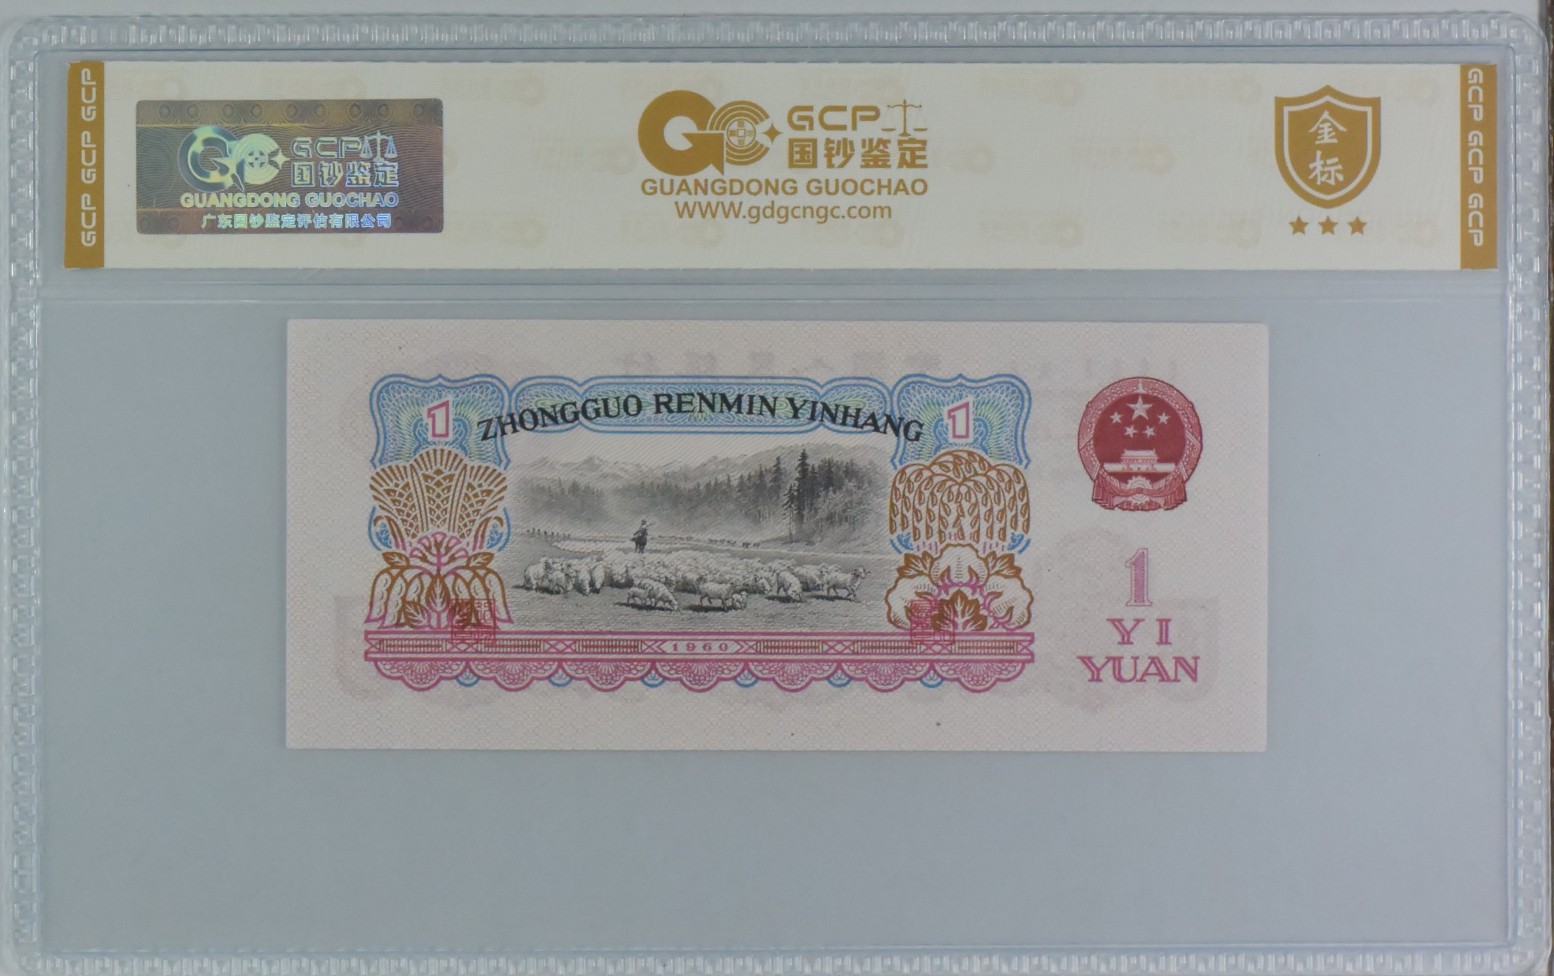 GCP GCP GCP
GCP
国钞鉴定
GUANGDONG GUOCHAO
广东国钞鉴定评估有限公司
GCP
国钞鉴定
GUANGDONG GUOCHAO
WWW.gdgcngc.com
金
标
GCP GCP GCP GCP
1
ZHONGGUO RENMIN YINHANG
1
1960
1
YI
YUAN